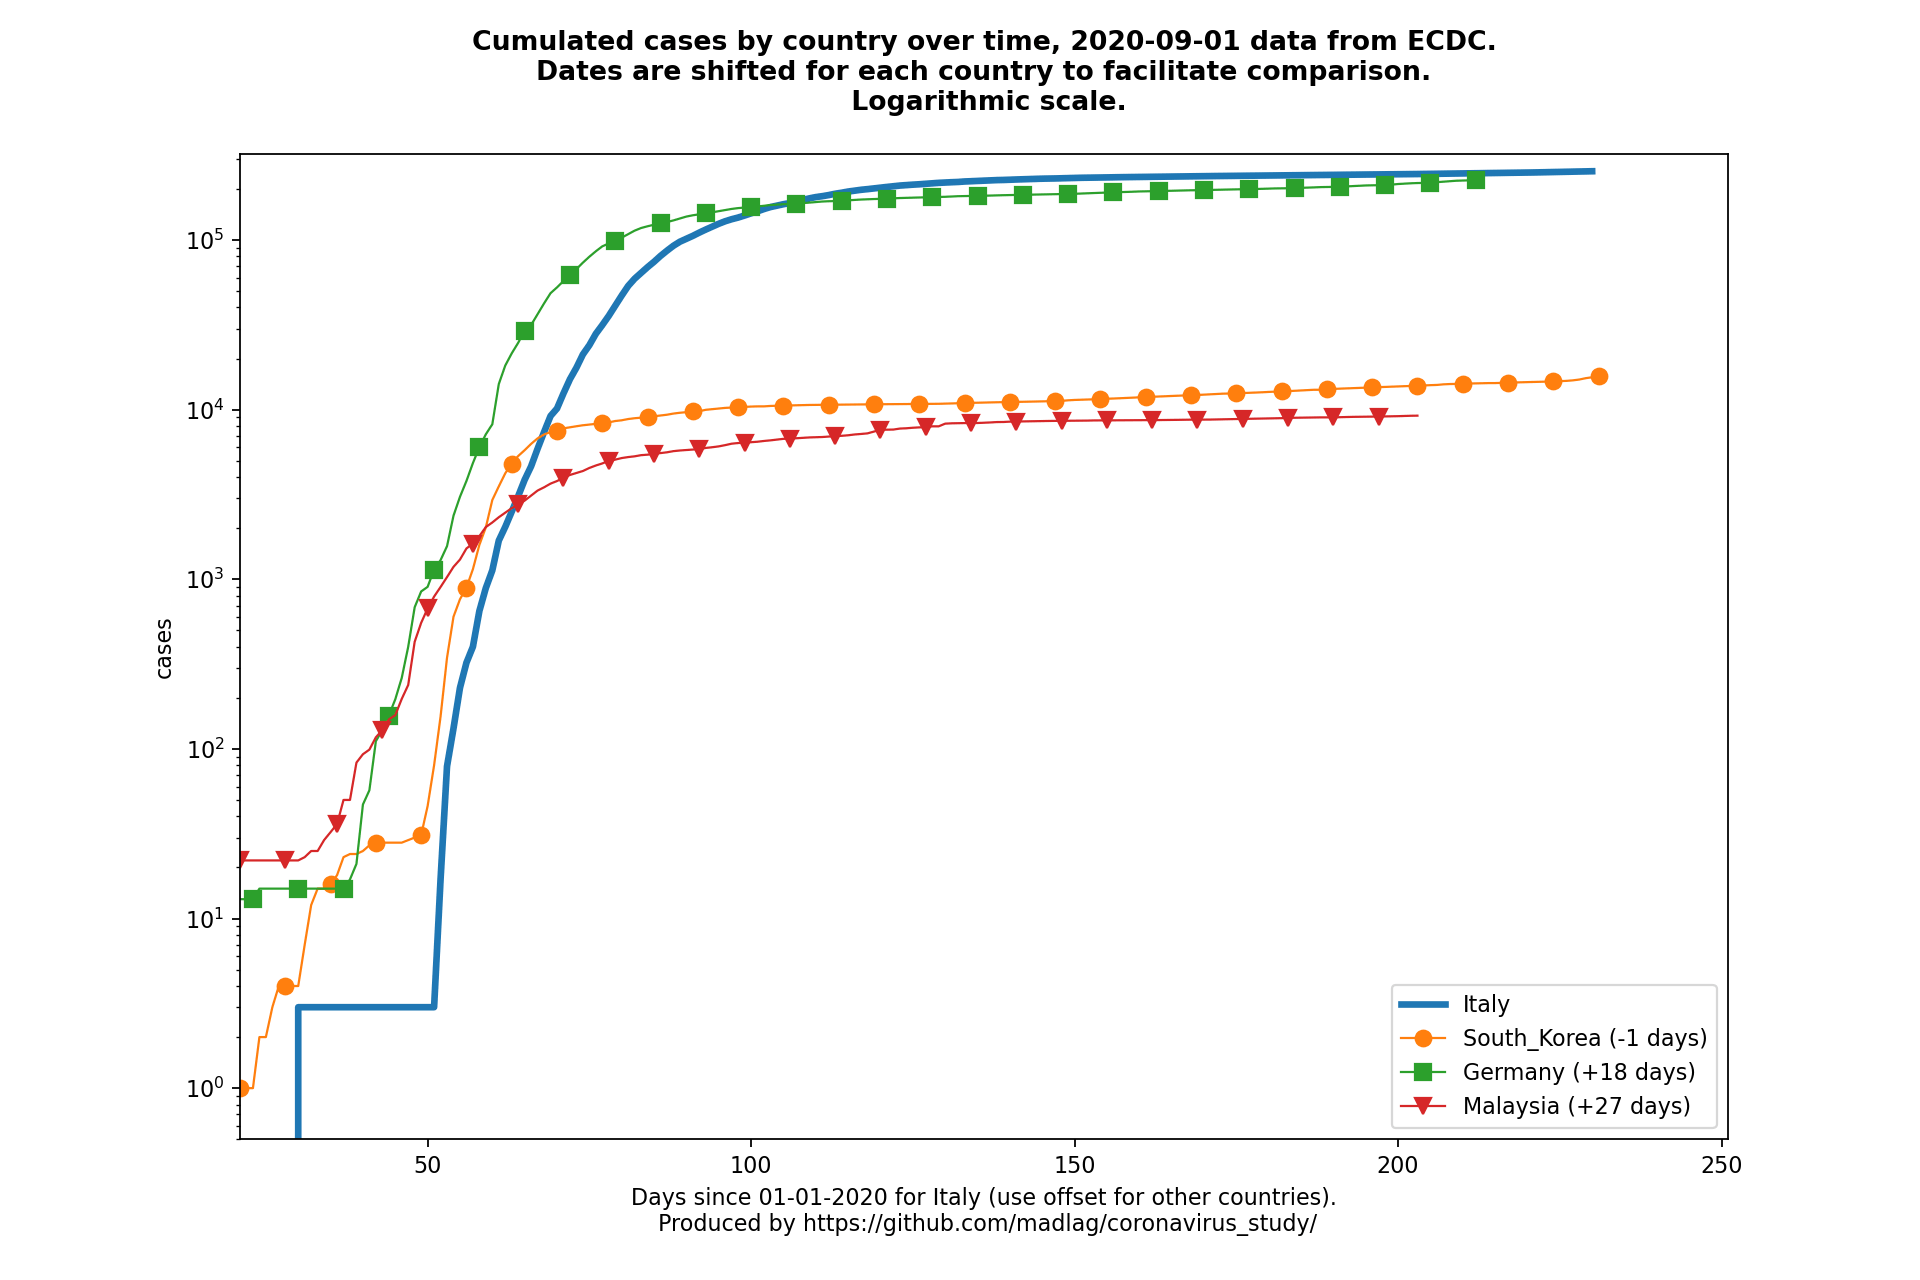 Cumulated cases by country over time, 2020-09-01 data from ECDC.
Dates are shifted for each country to facilitate comparison.
Logarithmic scale.
10^5
10^4
10^3
10^2
10^1
10^0
cases
Italy
South_Korea (-1 days)
Germany (+18 days)
Malaysia (+27 days)
50 100 150 200 250
Days since 01-01-2020 for Italy (use offset for other countries).
Produced by https://github.com/madlag/coronavirus_study/